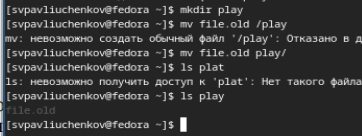 [svpavliuchenkov@fedora ~]$ mkdir play
[svpavliuchenkov@fedora ~]$ mv file.old /play
mv: невозможно создать обычный файл '/play': Отказано в д
[svpavliuchenkov@fedora ~]$ mv file.old play/
[svpavliuchenkov@fedora ~]$ ls plat
ls: невозможно получить доступ к 'plat': Нет такого файла
[svpavliuchenkov@fedora ~]$ ls play
file.old
[svpavliuchenkov@fedora ~]$